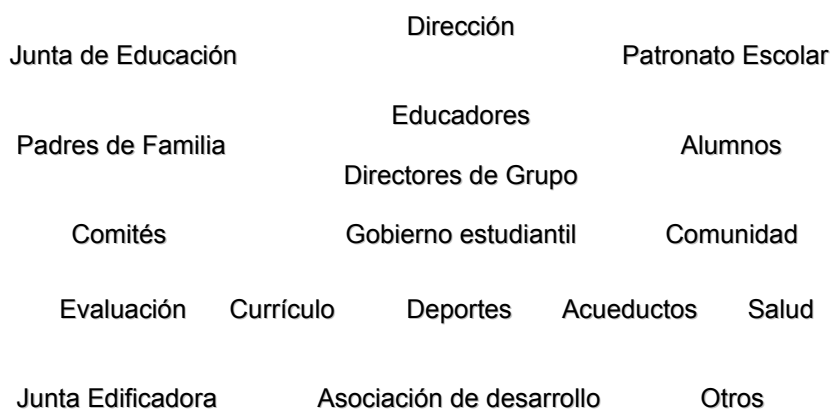 Dirección
Junta de Educación Patronato Escolar
Educadores
Padres de Familia Alumnos
Directores de Grupo
Comités Gobierno estudiantil Comunidad
Evaluación Currículo Deportes Acueductos Salud
Junta Edificadora Asociación de desarrollo Otros